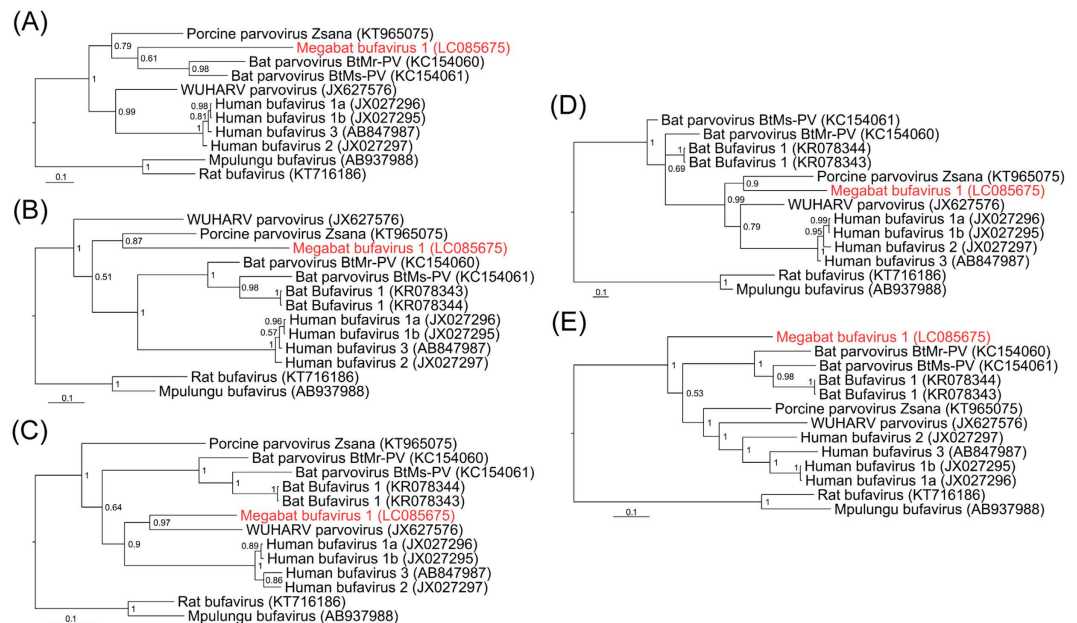 (A)
Porcine parvovirus Zsana (KT965075)
0.79
Megabat bufavirus 1 (LC085675)
0.61
Bat parvovirus BtMr-PV (KC154060)
0.98
1
Bat parvovirus BtMs-PV (KC154061)
WUHARV parvovirus (JX627576)
0.98
Human bufavirus 1a (JX027296)
0.99
0.81
Human bufavirus 1b (JX027295)
1
Human bufavirus 3 (AB847987)
Human bufavirus 2 (JX027297)
Mpulungu bufavirus (AB937988)
1
Rat bufavirus (KT716186)
0.1
(B)
WUHARV parvovirus (JX627576)
1
Porcine parvovirus Zsana (KT965075)
0.87
Megabat bufavirus 1 (LC085675)
0.51
Bat parvovirus BtMr-PV (KC154060)
1
Bat parvovirus BtMs-PV (KC154061)
0.98
Bat Bufavirus 1 (KR078343)
1
Bat Bufavirus 1 (KR078344)
1
0.96
Human bufavirus 1a (JX027296)
0.57
Human bufavirus 1b (JX027295)
1
Human bufavirus 3 (AB847987)
Human bufavirus 2 (JX027297)
Rat bufavirus (KT716186)
1
Mpulungu bufavirus (AB937988)
0.1
(C)
Porcine parvovirus Zsana (KT965075)
1
Bat parvovirus BtMr-PV (KC154060)
1
Bat parvovirus BtMs-PV (KC154061)
1
Bat Bufavirus 1 (KR078344)
1
Bat Bufavirus 1 (KR078343)
0.64
Megabat bufavirus 1 (LC085675)
0.97
WUHARV parvovirus (JX627576)
0.9
0.89
Human bufavirus 1a (JX027296)
1
Human bufavirus 1b (JX027295)
Human bufavirus 3 (AB847987)
0.86
Human bufavirus 2 (JX027297)
Rat bufavirus (KT716186)
1
Mpulungu bufavirus (AB937988)
0.1
(D)
Bat parvovirus BtMs-PV (KC154061)
1
Bat parvovirus BtMr-PV (KC154060)
1
Bat Bufavirus 1 (KR078344)
0.69
Bat Bufavirus 1 (KR078343)
Porcine parvovirus Zsana (KT965075)
0.9
Megabat bufavirus 1 (LC085675)
0.99
WUHARV parvovirus (JX627576)
0.79
0.99
Human bufavirus 1a (JX027296)
0.95
Human bufavirus 1b (JX027295)
1
Human bufavirus 2 (JX027297)
Human bufavirus 3 (AB847987)
Rat bufavirus (KT716186)
1
Mpulungu bufavirus (AB937988)
0.1
(E)
Megabat bufavirus 1 (LC085675)
1
Bat parvovirus BtMr-PV (KC154060)
1
Bat parvovirus BtMs-PV (KC154061)
0.98
Bat Bufavirus 1 (KR078344)
1
Bat Bufavirus 1 (KR078343)
0.53
Porcine parvovirus Zsana (KT965075)
1
WUHARV parvovirus (JX627576)
1
Human bufavirus 2 (JX027297)
1
Human bufavirus 3 (AB847987)
1
Human bufavirus 1b (JX027295)
1
Human bufavirus 1a (JX027296)
Rat bufavirus (KT716186)
1
Mpulungu bufavirus (AB937988)
0.1